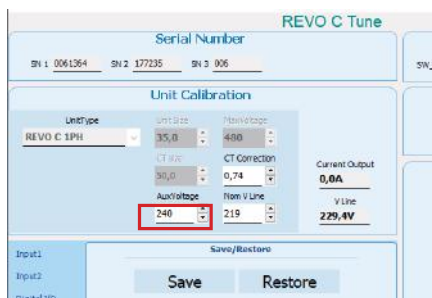 REVO C Tune
Serial Number
SN 1 0061364 SN 2 177235 SN 3 006
SW_
Unit Calibration
UnitType Unit Size MaxVoltage
REVO C 1PH 35,0 480
CT Size CT Correction
50,0 0,74
Current Output
0,0A
AuxVoltage Nom V Line
240 219
V Line
229,4V
Input1
Input2
Save/Restore
Save Restore